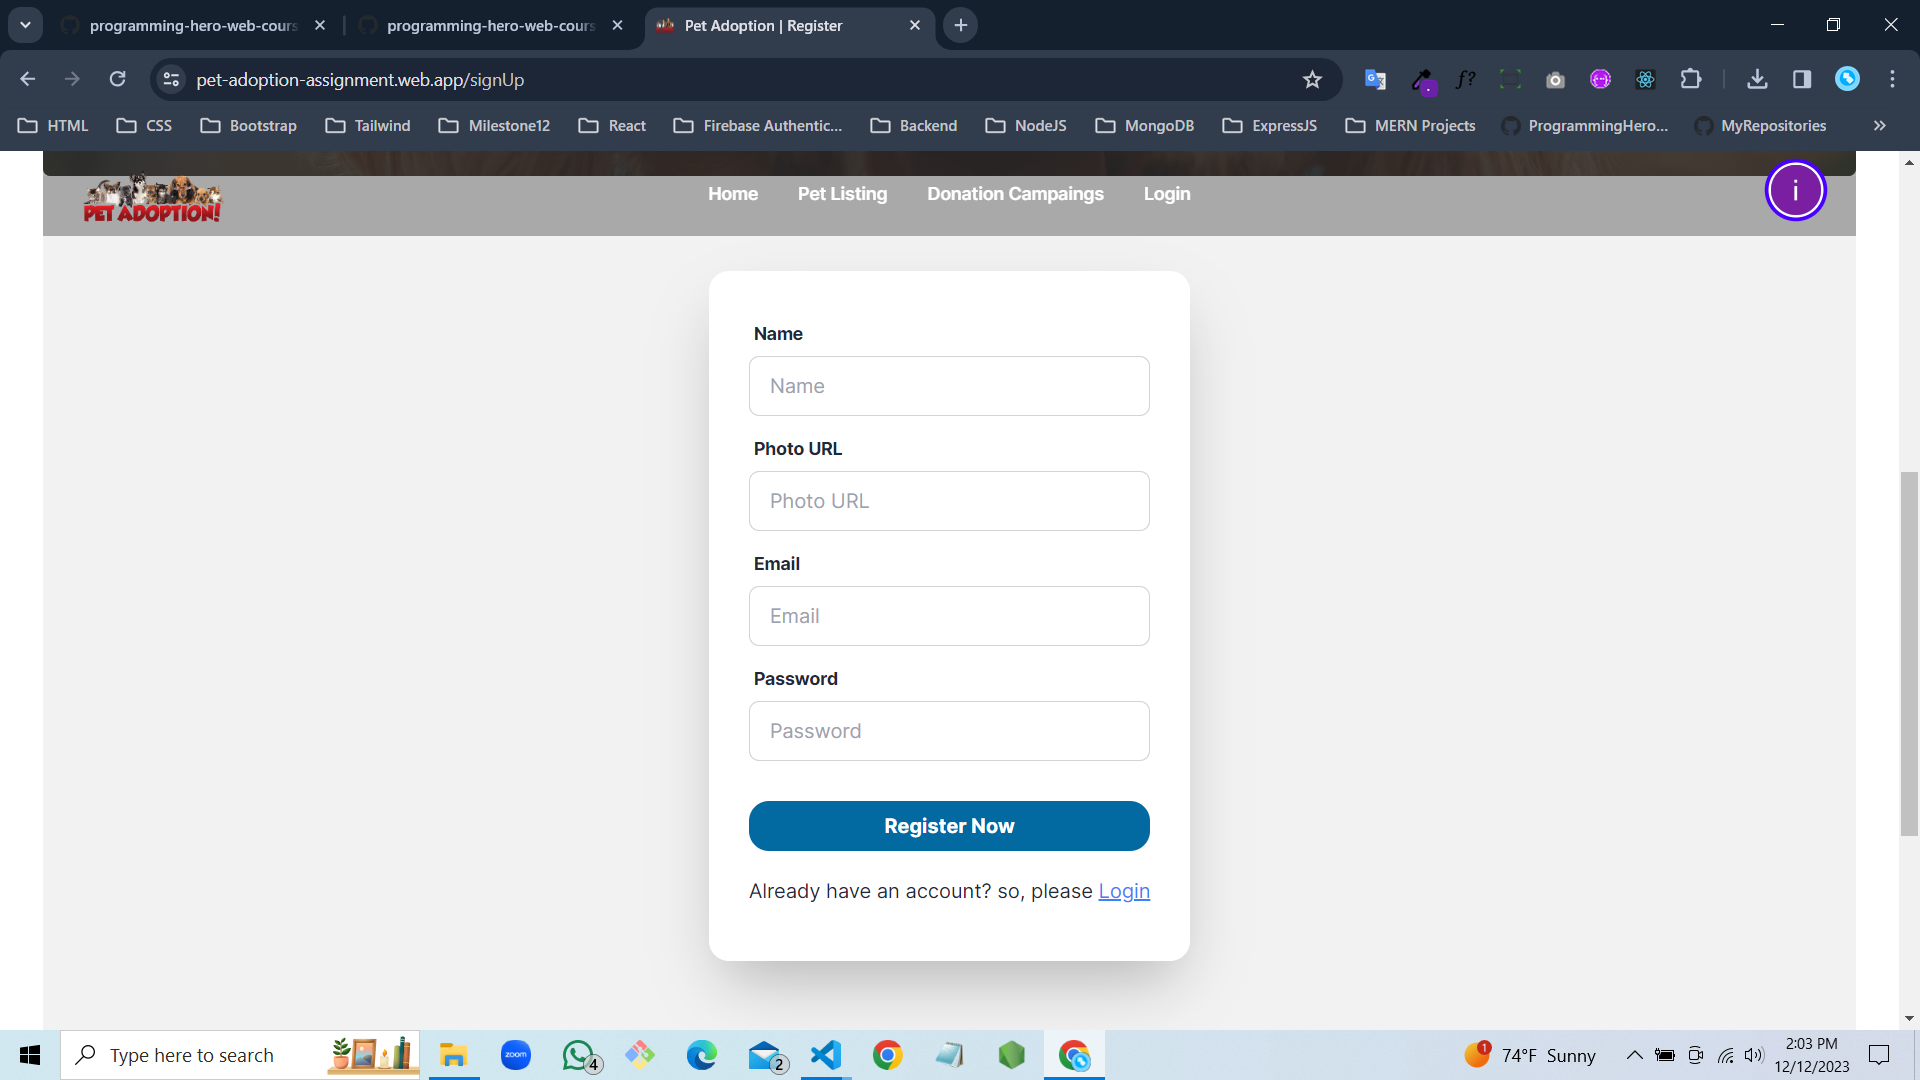 programming-hero-web-cours
programming-hero-web-cours
Pet Adoption | Register
pet-adoption-assignment.web.app/signUp
HTML
CSS
Bootstrap
Tailwind
Milestone12
React
Firebase Authentic...
Backend
NodeJS
MongoDB
ExpressJS
MERN Projects
ProgrammingHero...
MyRepositories
»
PET ADOPTION!
Home
Pet Listing
Donation Campaings
Login
i
Name
Name
Photo URL
Photo URL
Email
Email
Password
Password
Register Now
Already have an account? so, please Login
Type here to search
zoom
4
2
1
74°F Sunny
2:03 PM
12/12/2023